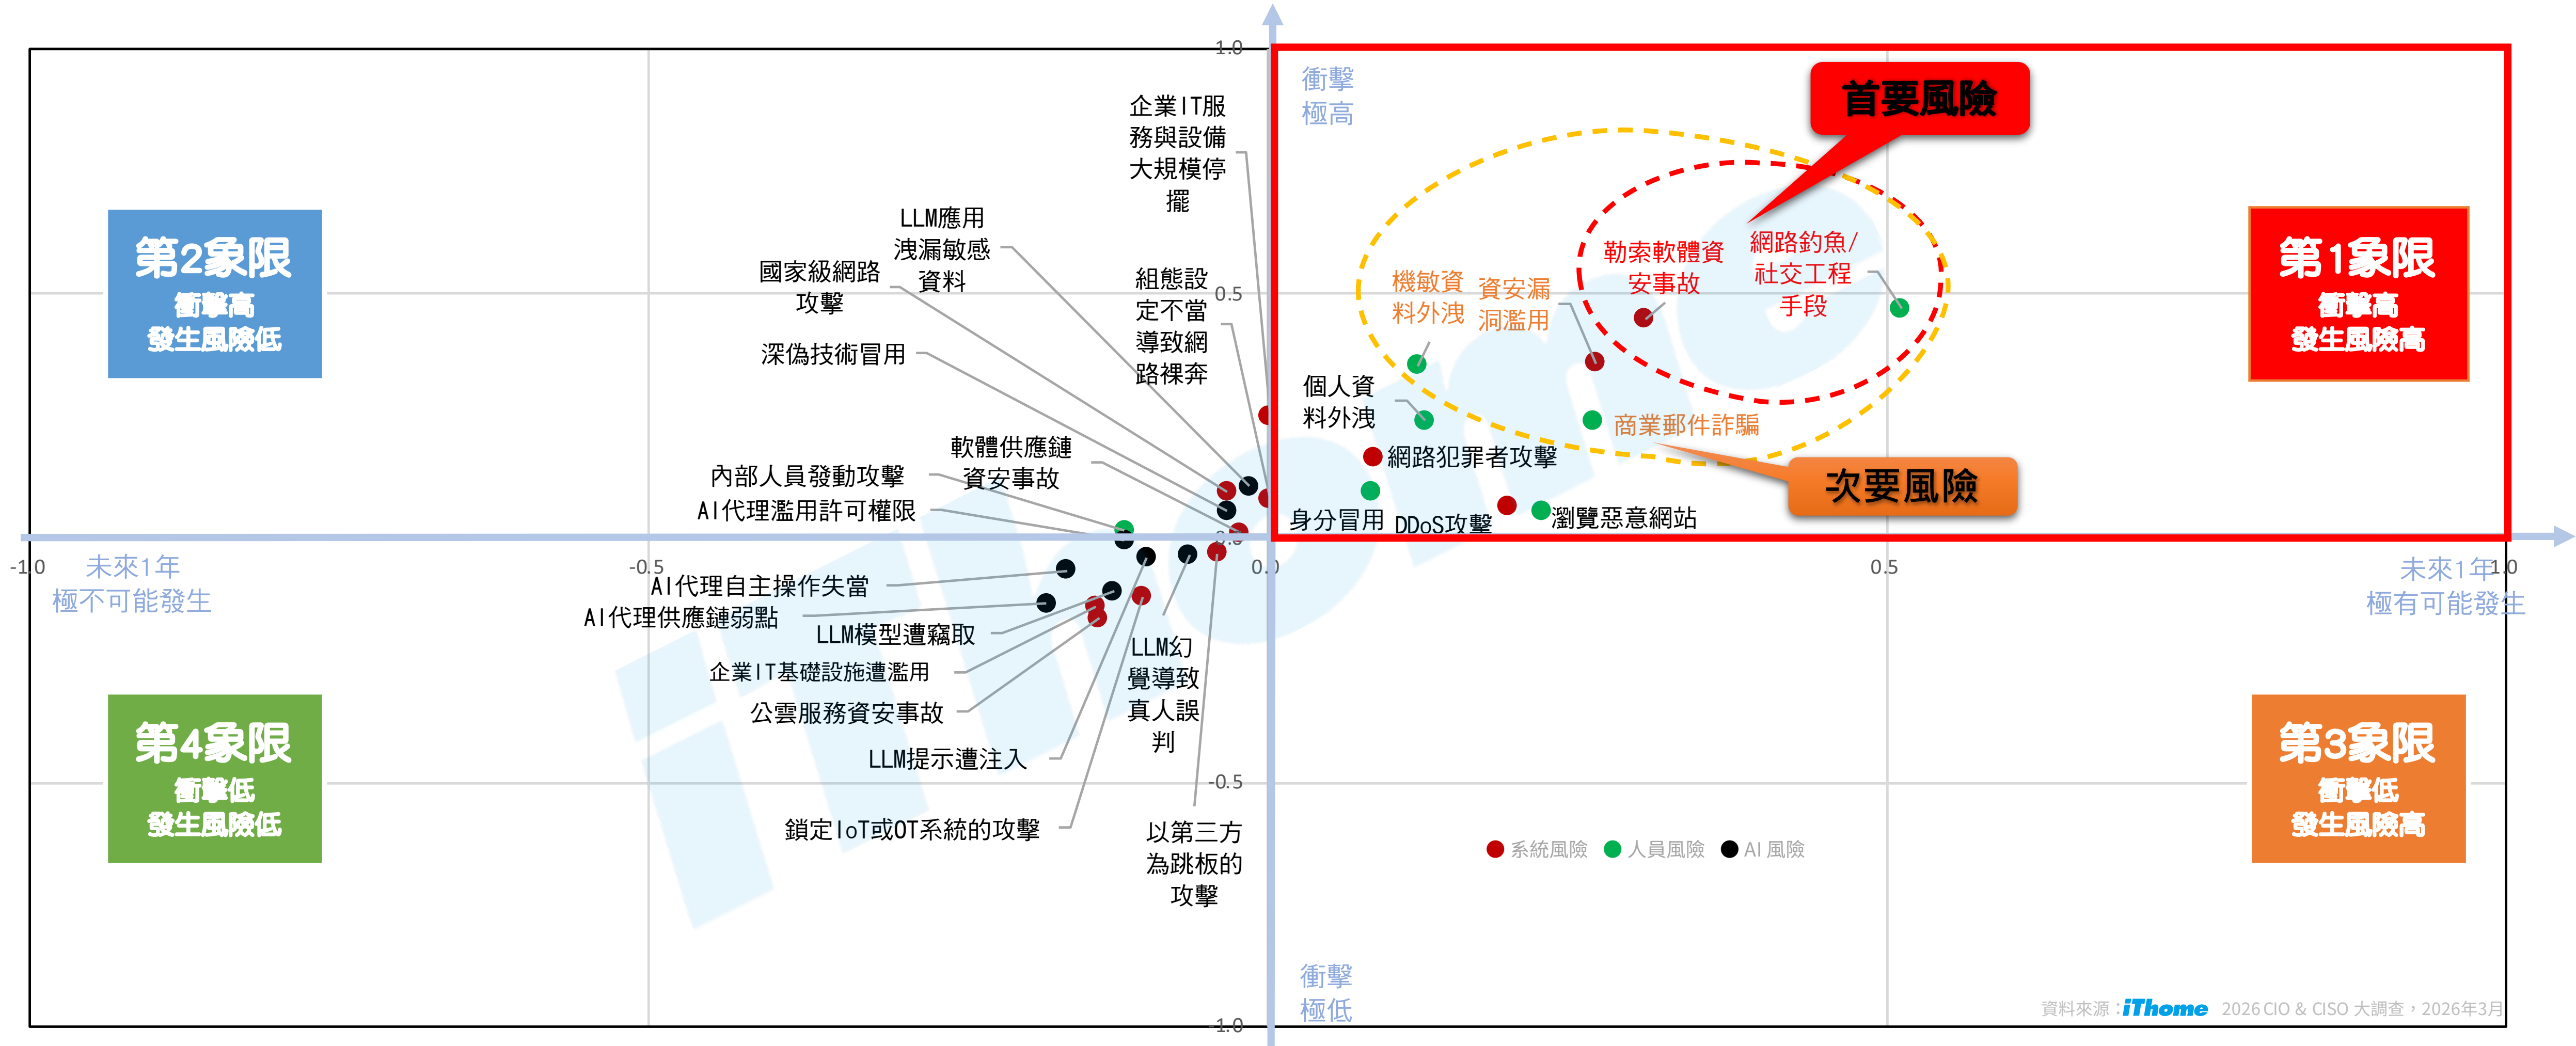 1.0
衝擊
極高
首要風險
企業IT服
務與設備
大規模停
擺
第2象限
衝擊高
發生風險低
LLM應用
洩漏敏感
資料
國家級網路
攻擊
深偽技術冒用
組態設
定不當
導致網
路裸奔
0.5
機敏資
料外洩
資安漏
洞濫用
勒索軟體資
安事故
網路釣魚/
社交工程
手段
第1象限
衝擊高
發生風險高
個人資
料外洩
商業郵件詐騙
網路犯罪者攻擊
次要風險
軟體供應鏈
資安事故
內部人員發動攻擊
AI代理濫用許可權限
身分冒用
DDoS攻擊
瀏覽惡意網站
0.0
-1.0
未來1年
極不可能發生
-0.5
0.0
0.5
未來1年
極有可能發生
1.0
AI代理自主操作失當
AI代理供應鏈弱點
LLM模型遭竊取
企業IT基礎設施遭濫用
公雲服務資安事故
LLM提示遭注入
鎖定IoT或OT系統的攻擊
LLM幻
覺導致
真人誤
判
以第三方
為跳板的
攻擊
-0.5
第4象限
衝擊低
發生風險低
第3象限
衝擊低
發生風險高
系統風險
人員風險
AI 風險
衝擊
極低
-1.0
資料來源：iThome 2026 CIO & CISO 大調查，2026年3月
iThome